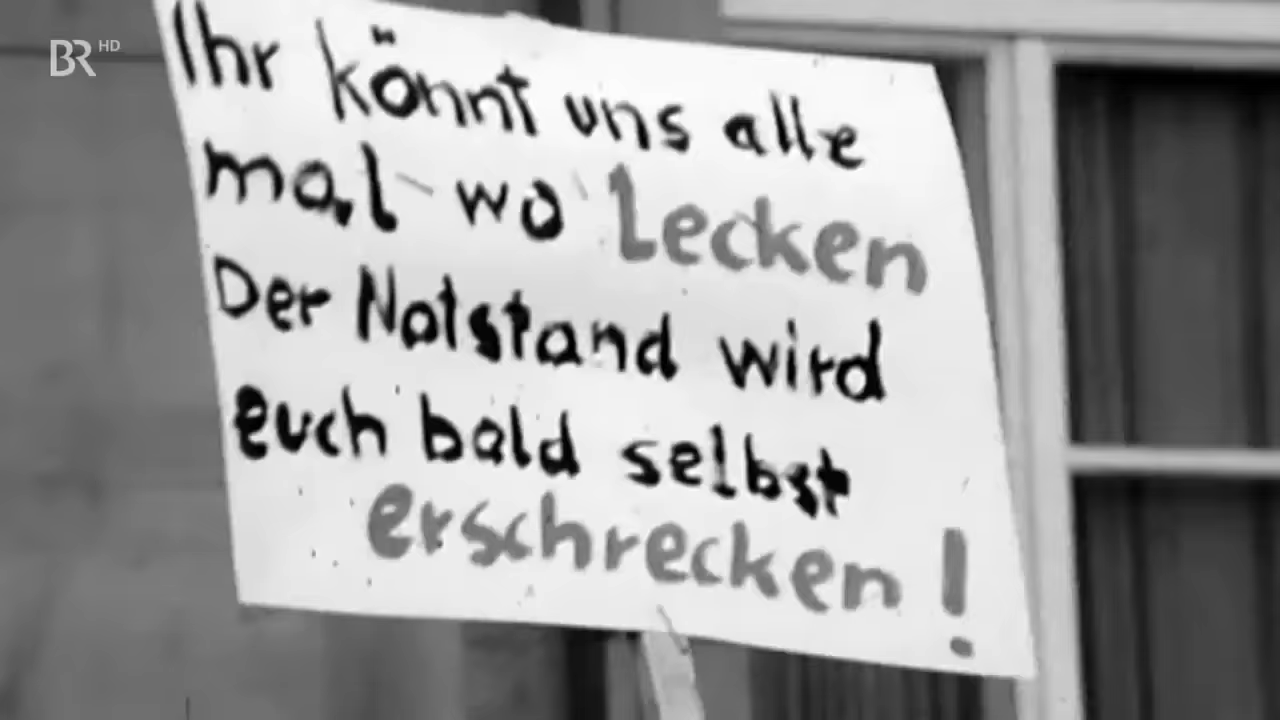 BR HD
Ihr könnt uns alle
mal wo Lecken
Der Notstand wird
euch bald selbst
erschrecken!